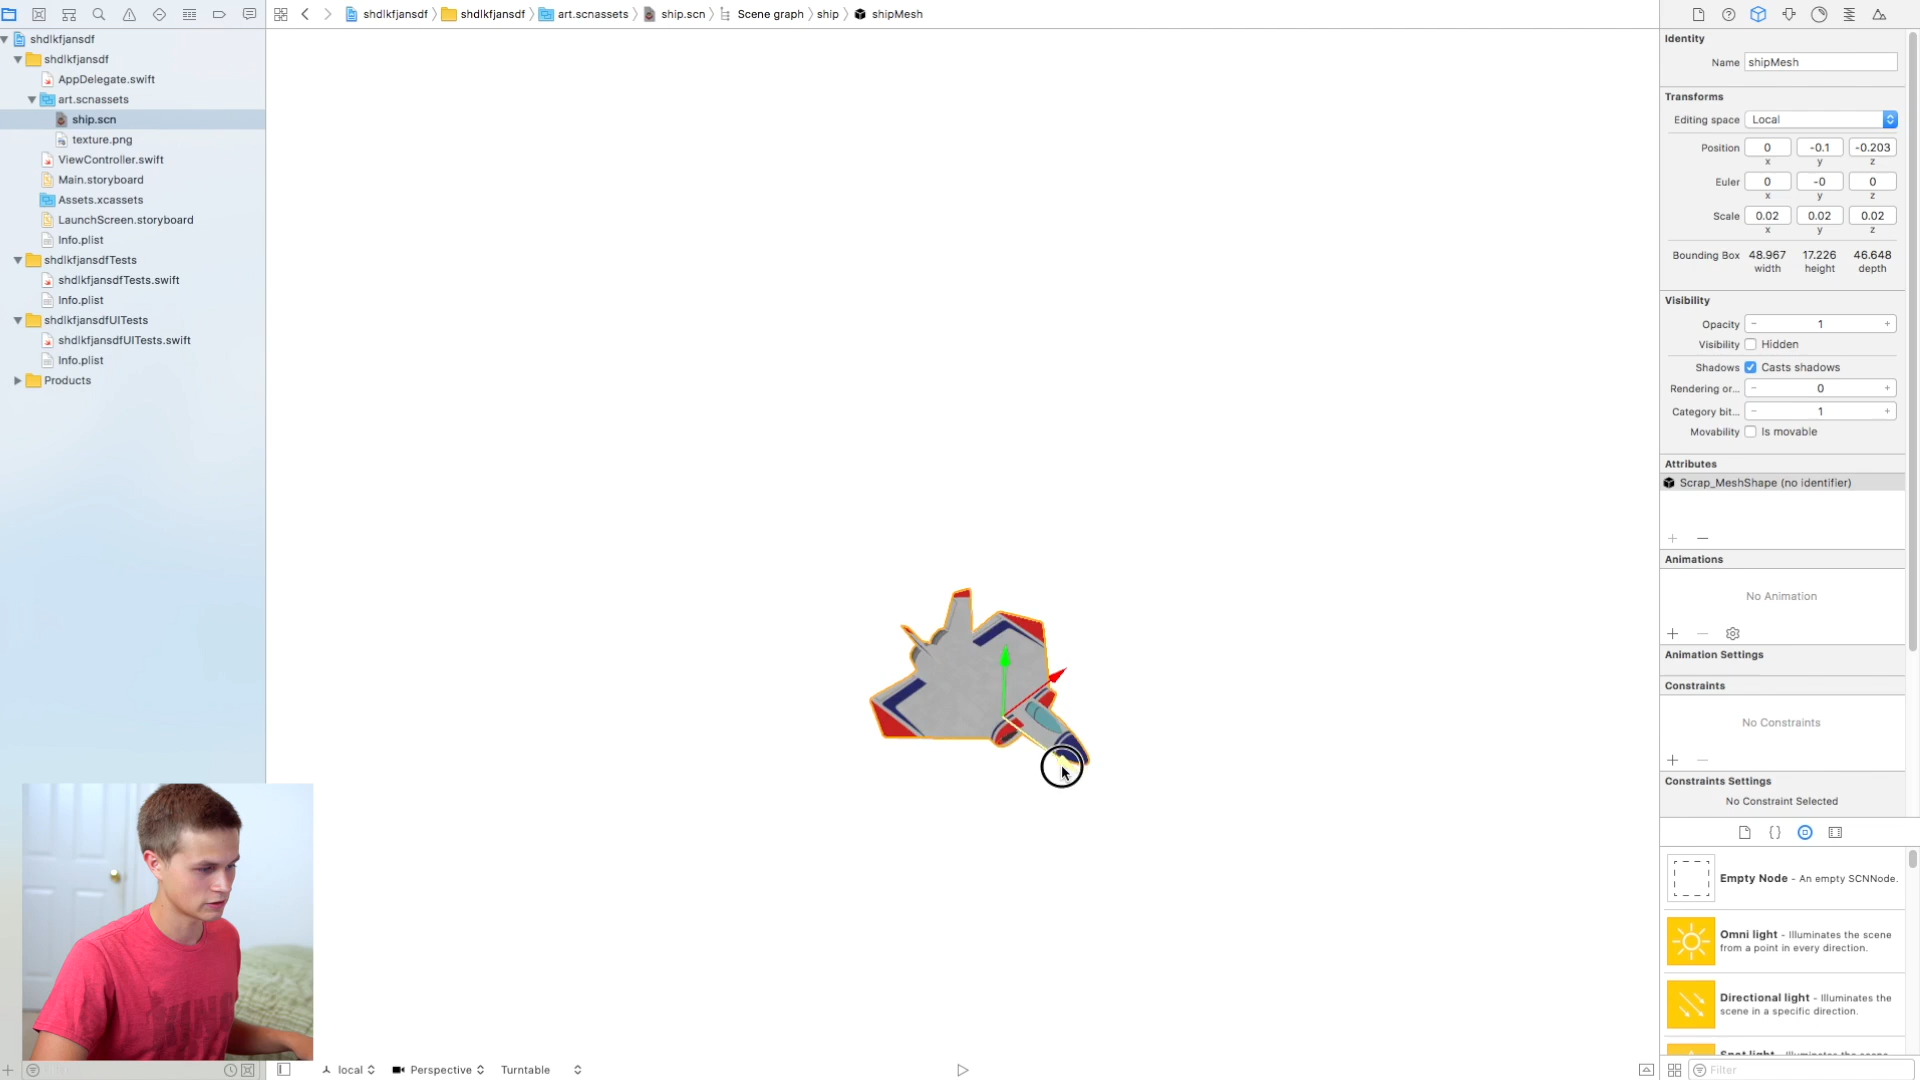 shdlkfjansdf
shdlkfjansdf
art.scnassets
ship.scn
Scene graph
ship
shipMesh
shdlkfjansdf
shdlkfjansdf
AppDelegate.swift
art.scnassets
ship.scn
texture.png
ViewController.swift
Main.storyboard
Assets.xcassets
LaunchScreen.storyboard
Info.plist
shdlkfjansdfTests
shdlkfjansdfTests.swift
Info.plist
shdlkfjansdfUITests
shdlkfjansdfUITests.swift
Info.plist
Products
local
Perspective
Turntable
Identity
Name shipMesh
Transforms
Editing space Local
Position 0 -0.1 -0.203
x y z
Euler 0 -0 0
x y z
Scale 0.02 0.02 0.02
x y z
Bounding Box 48.967 17.226 46.648
width height depth
Visibility
Opacity − 1 +
Visibility Hidden
Shadows Casts shadows
Rendering or... − 0 +
Category bit... − 1 +
Movability Is movable
Attributes
Scrap_MeshShape (no identifier)
+ −
Animations
No Animation
+ −
Animation Settings
Constraints
No Constraints
+ −
Constraints Settings
No Constraint Selected
{}
Empty Node - An empty SCNNode.
Omni light - Illuminates the
scene from a point in every direction.
Directional light - Illuminates the
scene in a specific direction.
Filter